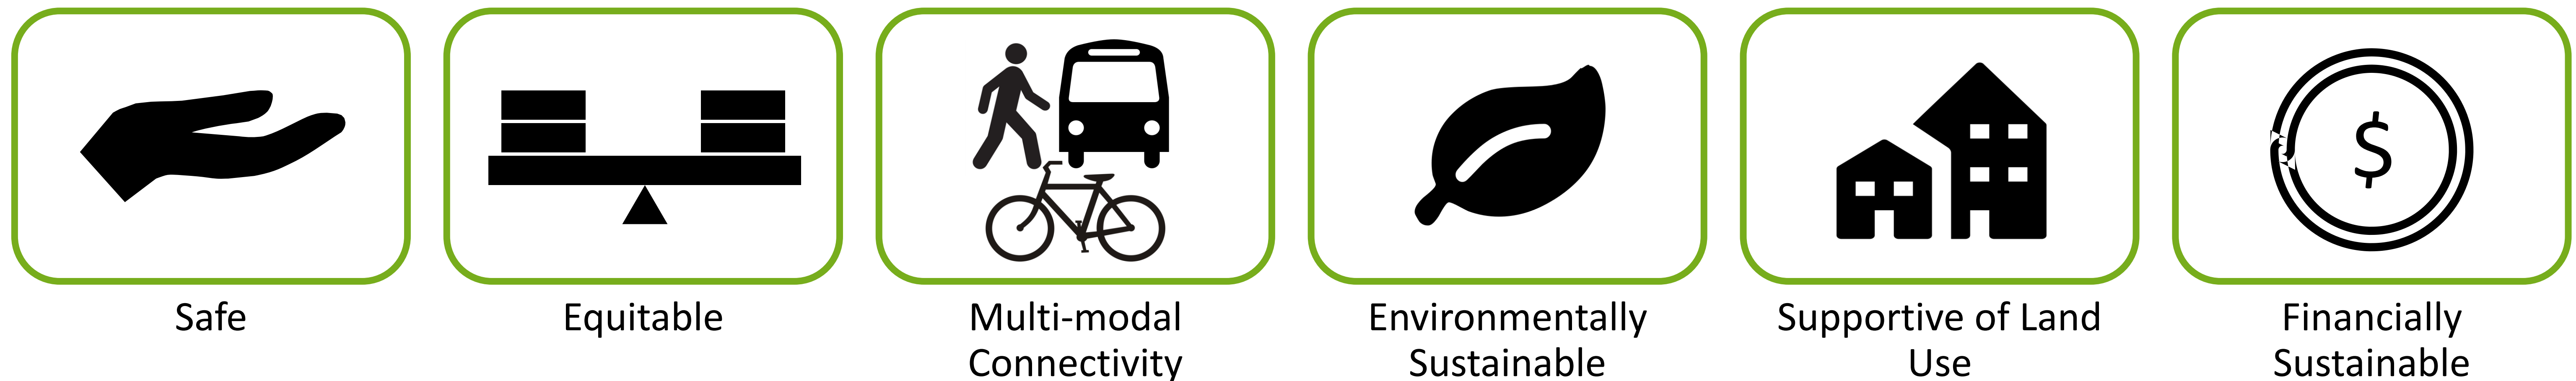 $
Safe
Equitable
Multi-modal
Connectivity
Environmentally
Sustainable
Supportive of Land
Use
Financially
Sustainable